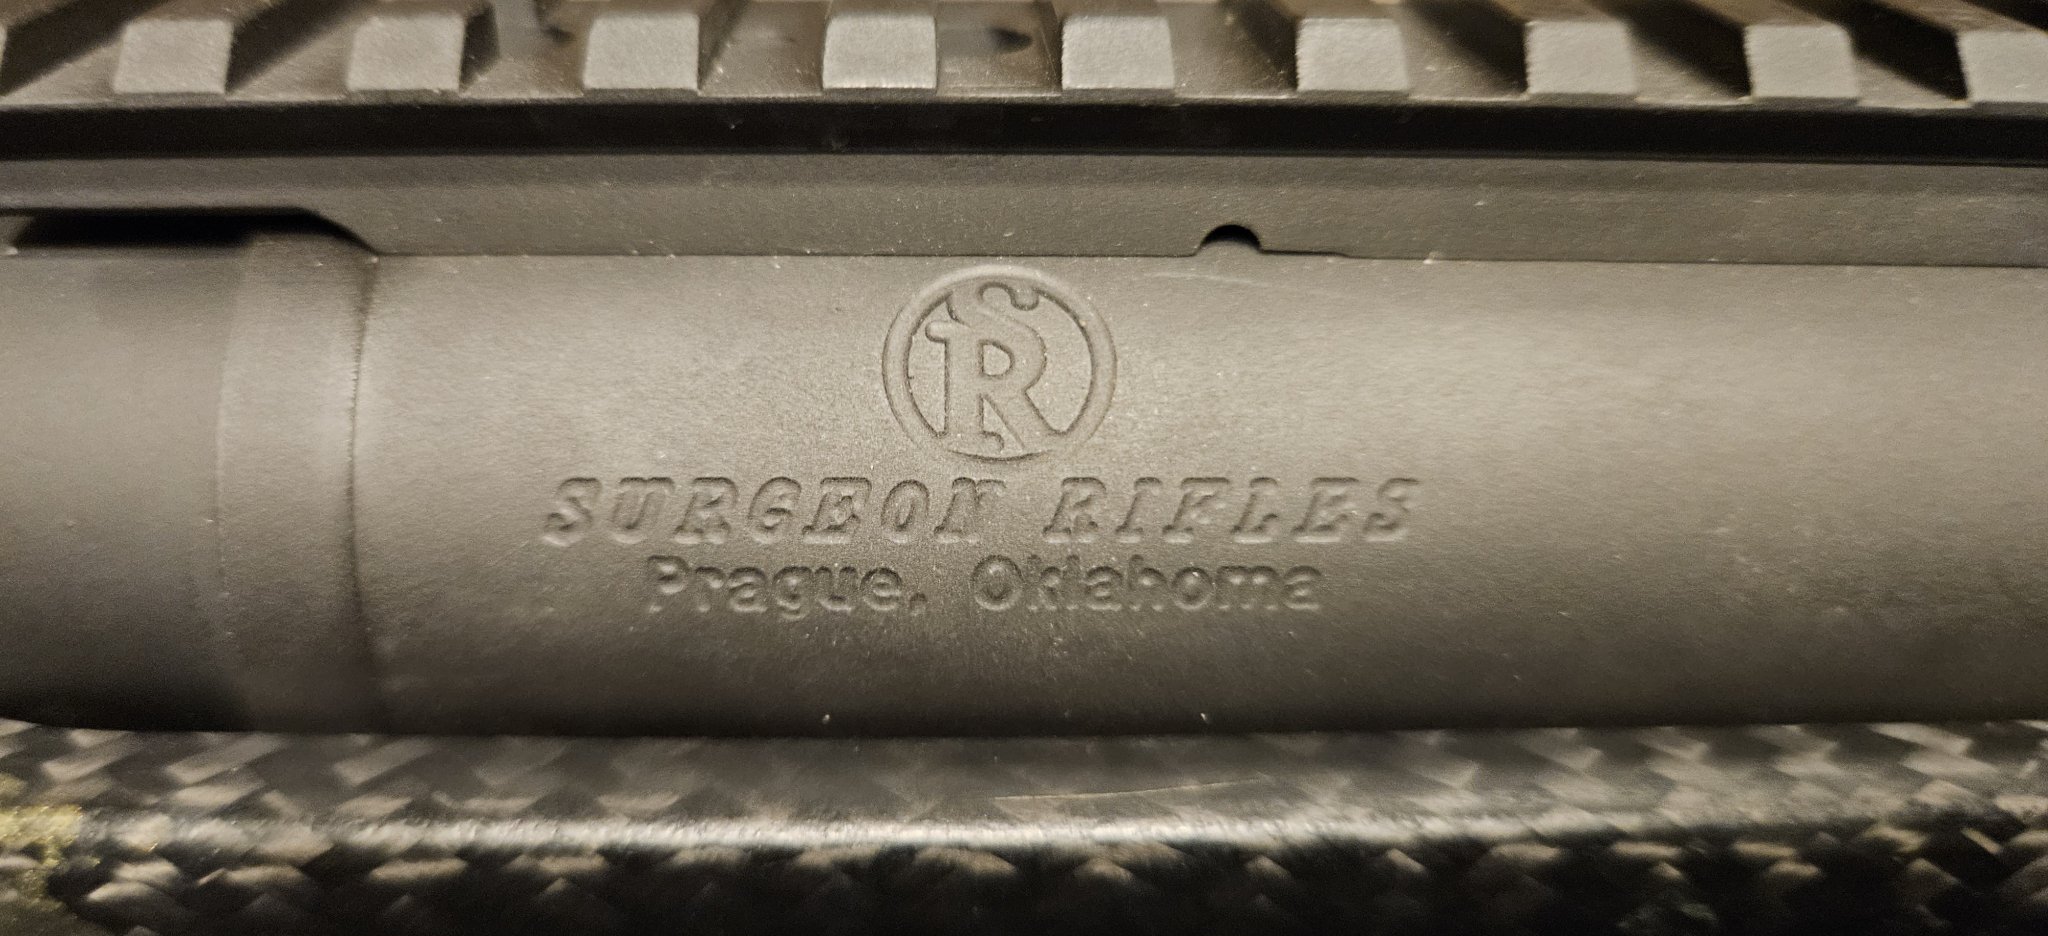 SR
SURGEON RIFLES
Prague, Oklahoma